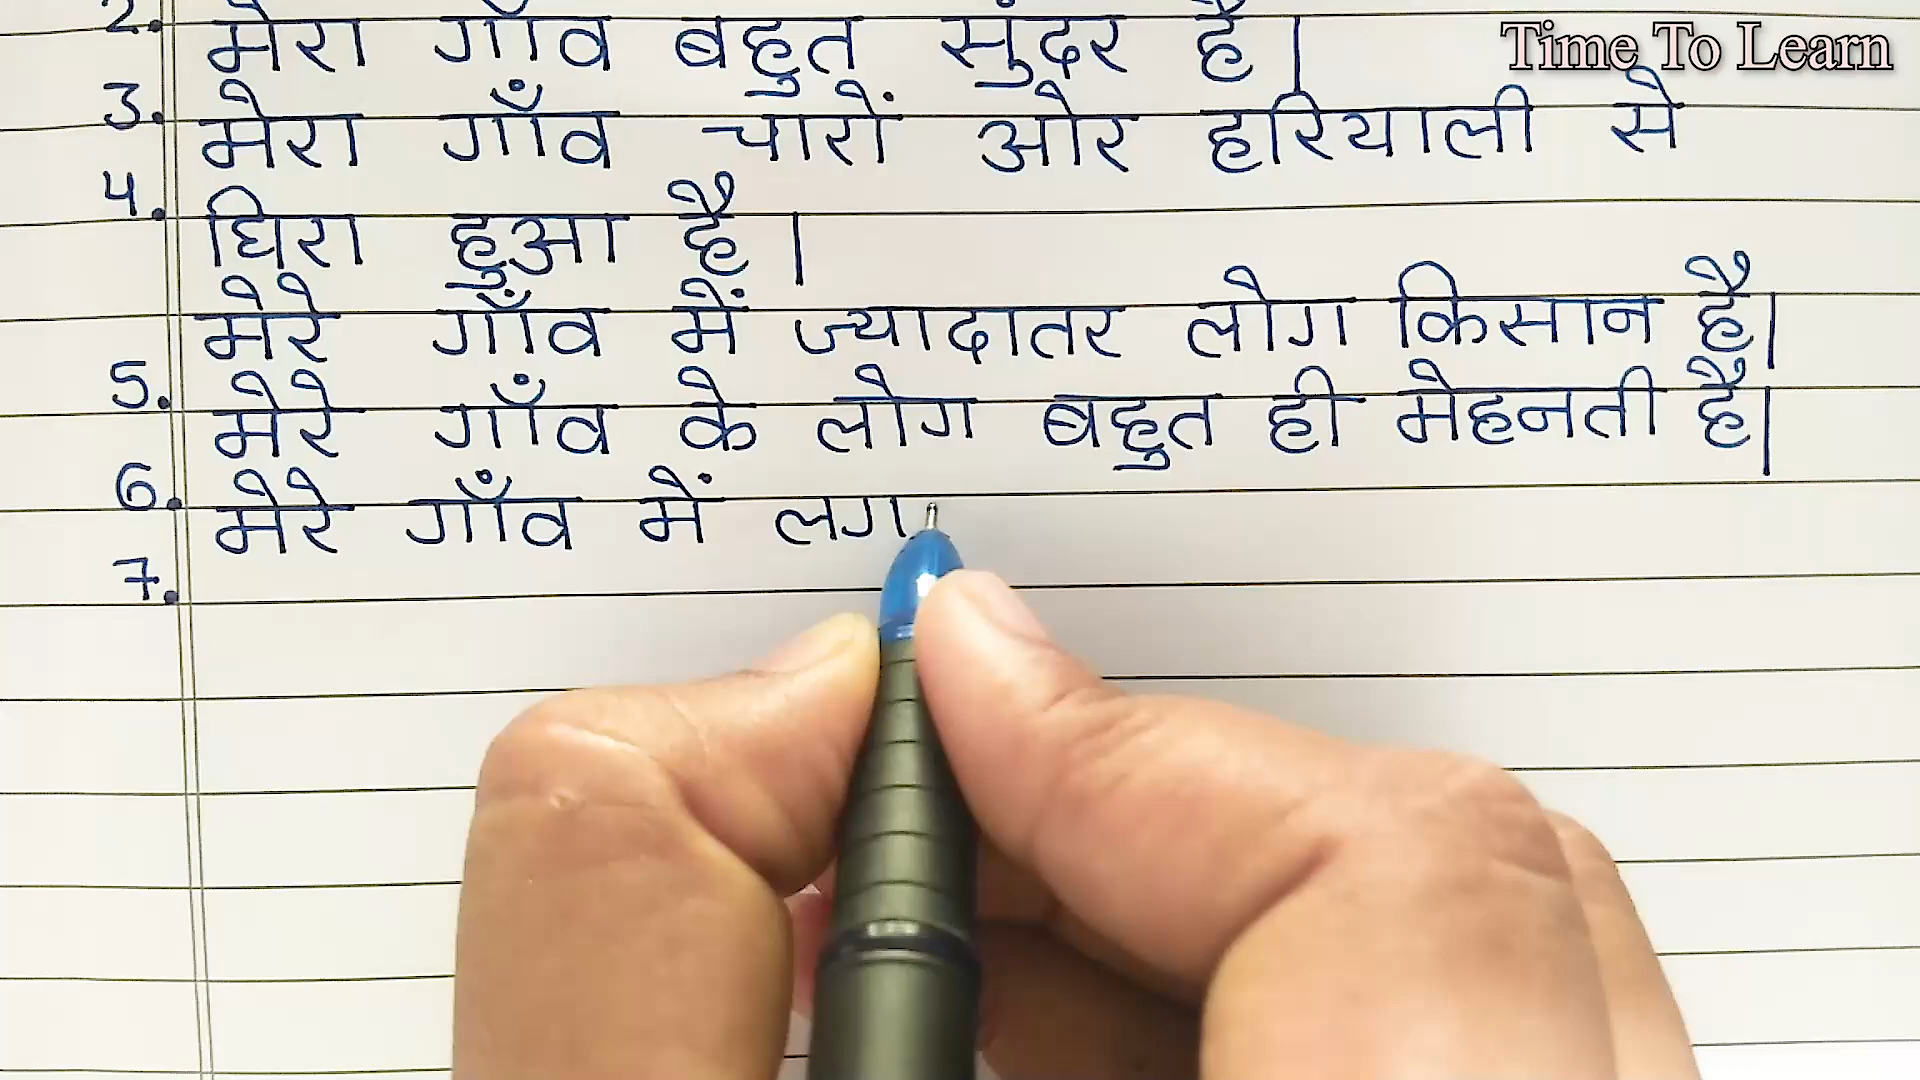 Time To Learn
2. मेरा गाँव बहुत सुंदर है।
3. मेरा गाँव चारों ओर हरियाली से
4. घिरा हुआ है।
मेरे गाँव में ज्यादातर लोग किसान है।
5. मेरे गाँव के लोग बहुत ही मेहनती है।
6. मेरे गाँव में लग
7.